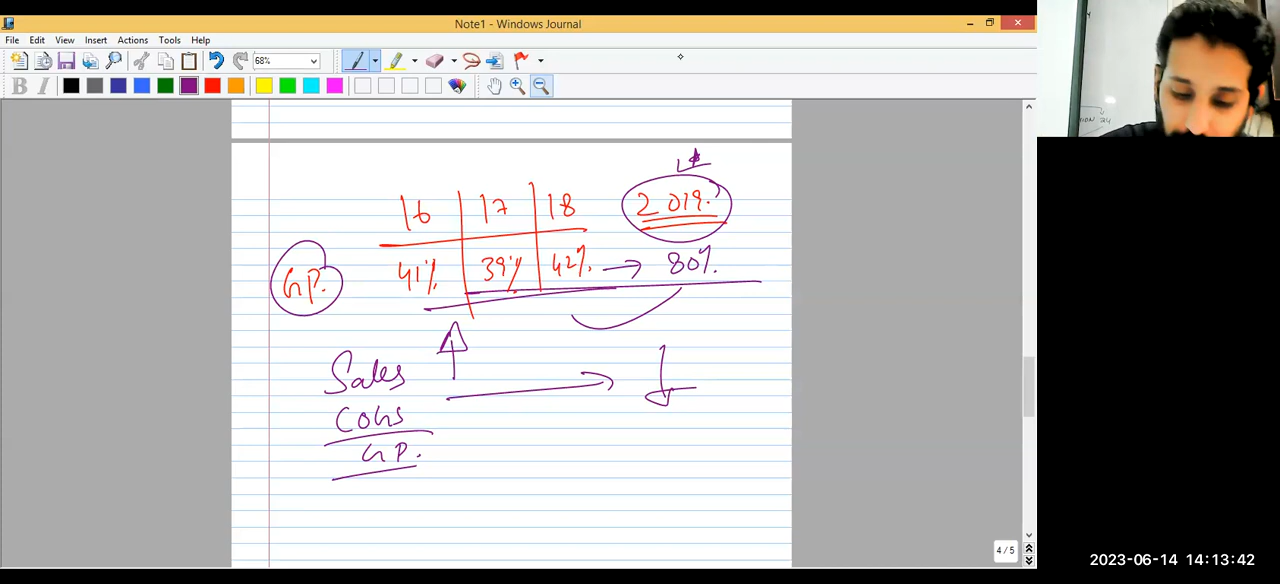 Note1 - Windows Journal
File Edit View Insert Actions Tools Help
68%
B I
16 17 18 2019.
GP. 41% 39% 42% → 80%.
Sales
COGS
GP.
4 / 5
2023-06-14 14:13:42